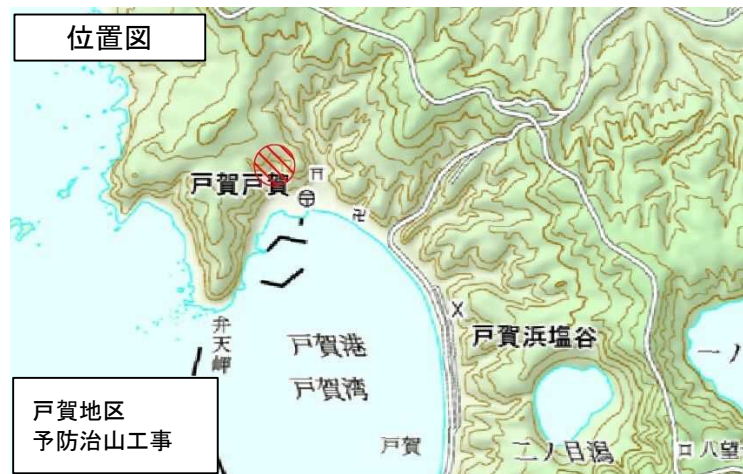 位置図
戸賀戸賀
弁天岬
戸賀港
戸賀湾
戸賀浜塩谷
戸賀
二ノ目潟
一ノ
八望
戸賀地区
予防治山工事